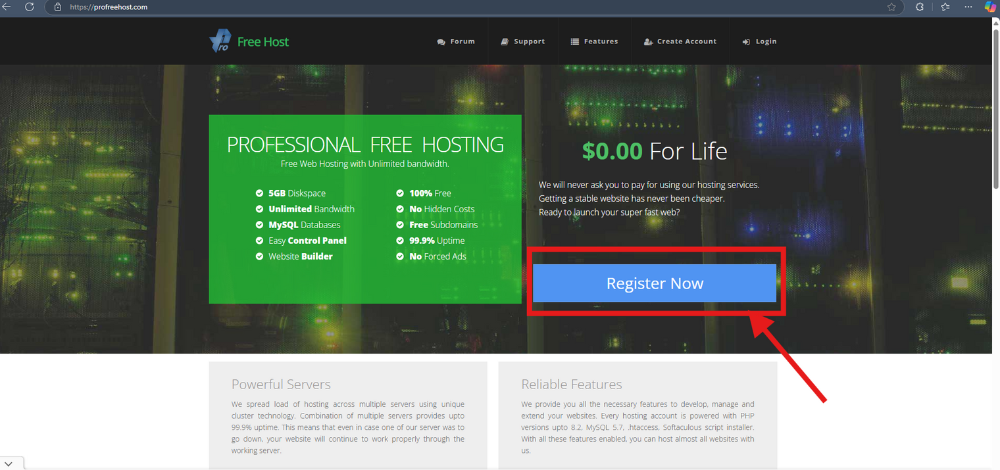 https://profreehost.com
Pro Free Host
Forum
Support
Features
Create Account
Login
PROFESSIONAL FREE HOSTING
Free Web Hosting with Unlimited bandwidth.
5GB Diskspace
Unlimited Bandwidth
MySQL Databases
Easy Control Panel
Website Builder
100% Free
No Hidden Costs
Free Subdomains
99.9% Uptime
No Forced Ads
$0.00 For Life
We will never ask you to pay for using our hosting services.
Getting a stable website has never been cheaper.
Ready to launch your super fast web?
Register Now
Powerful Servers
We spread load of hosting across multiple servers using unique
cluster technology. Combination of multiple servers provides upto
99.9% uptime. This means that even in case one of our server was to
go down, your website will continue to work properly through the
working server.
Reliable Features
We provide you all the necessary features to develop, manage and
extend your websites. Every hosting account is powered with PHP
versions upto 8.2, MySQL 5.7, .htaccess, Softaculous script installer.
With all these features enabled, you can host almost all websites with
us.